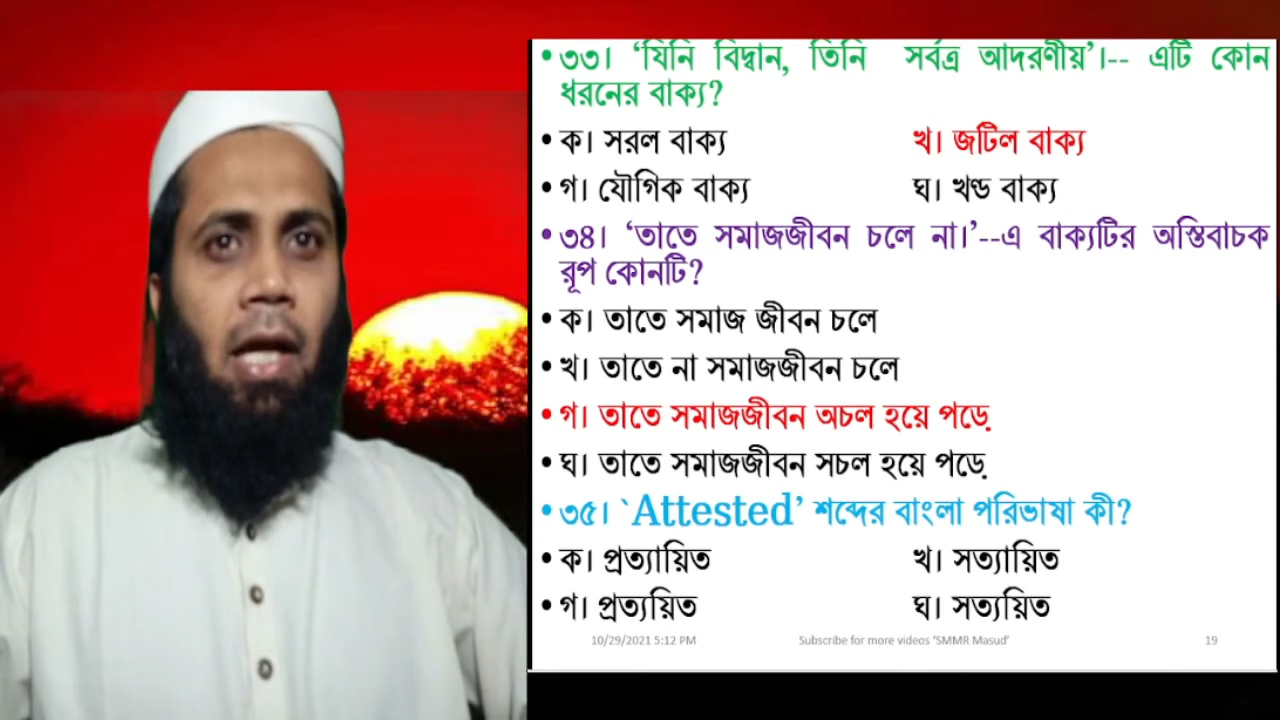 • ৩৩। ‘যিনি বিদ্বান, তিনি সর্বত্র আদরণীয়’।-- এটি কোন
ধরনের বাক্য?
• ক। সরল বাক্য খ। জটিল বাক্য
• গ। যৌগিক বাক্য ঘ। খণ্ড বাক্য
• ৩৪। ‘তাতে সমাজজীবন চলে না।’--এ বাক্যটির অস্তিবাচক
রূপ কোনটি?
• ক। তাতে সমাজ জীবন চলে
• খ। তাতে না সমাজজীবন চলে
• গ। তাতে সমাজজীবন অচল হয়ে পড়ে
• ঘ। তাতে সমাজজীবন সচল হয়ে পড়ে
• ৩৫। `Attested’ শব্দের বাংলা পরিভাষা কী?
• ক। প্রত্যায়িত খ। সত্যায়িত
• গ। প্রত্যয়িত ঘ। সত্যয়িত
10/29/2021 5:12 PM Subscribe for more videos ‘SMMR Masud’ 19